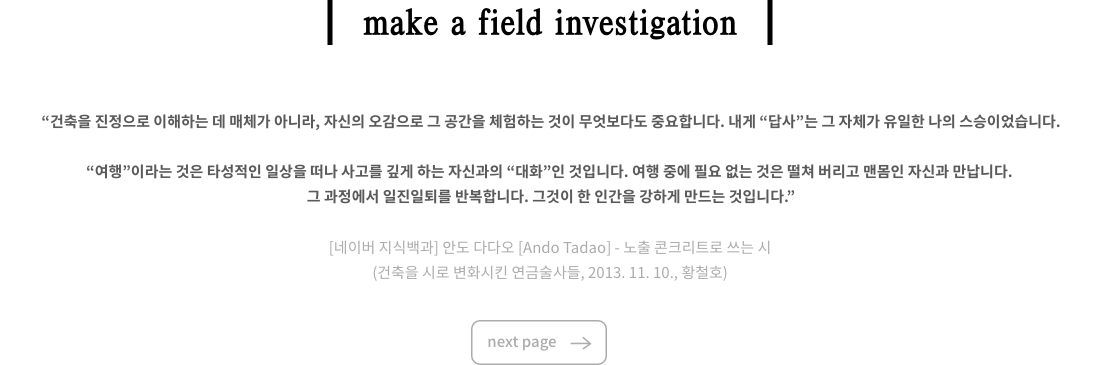 make a field investigation
“건축을 진정으로 이해하는 데 매체가 아니라, 자신의 오감으로 그 공간을 체험하는 것이 무엇보다도 중요합니다. 내게 “답사”는 그 자체가 유일한 나의 스승이었습니다.
“여행”이라는 것은 타성적인 일상을 떠나 사고를 깊게 하는 자신과의 “대화”인 것입니다. 여행 중에 필요 없는 것은 떨쳐 버리고 맨몸인 자신과 만납니다.
그 과정에서 일진일퇴를 반복합니다. 그것이 한 인간을 강하게 만드는 것입니다.”
[네이버 지식백과] 안도 다다오 [Ando Tadao] - 노출 콘크리트로 쓰는 시
(건축을 시로 변화시킨 연금술사들, 2013. 11. 10., 황철호)
next page →